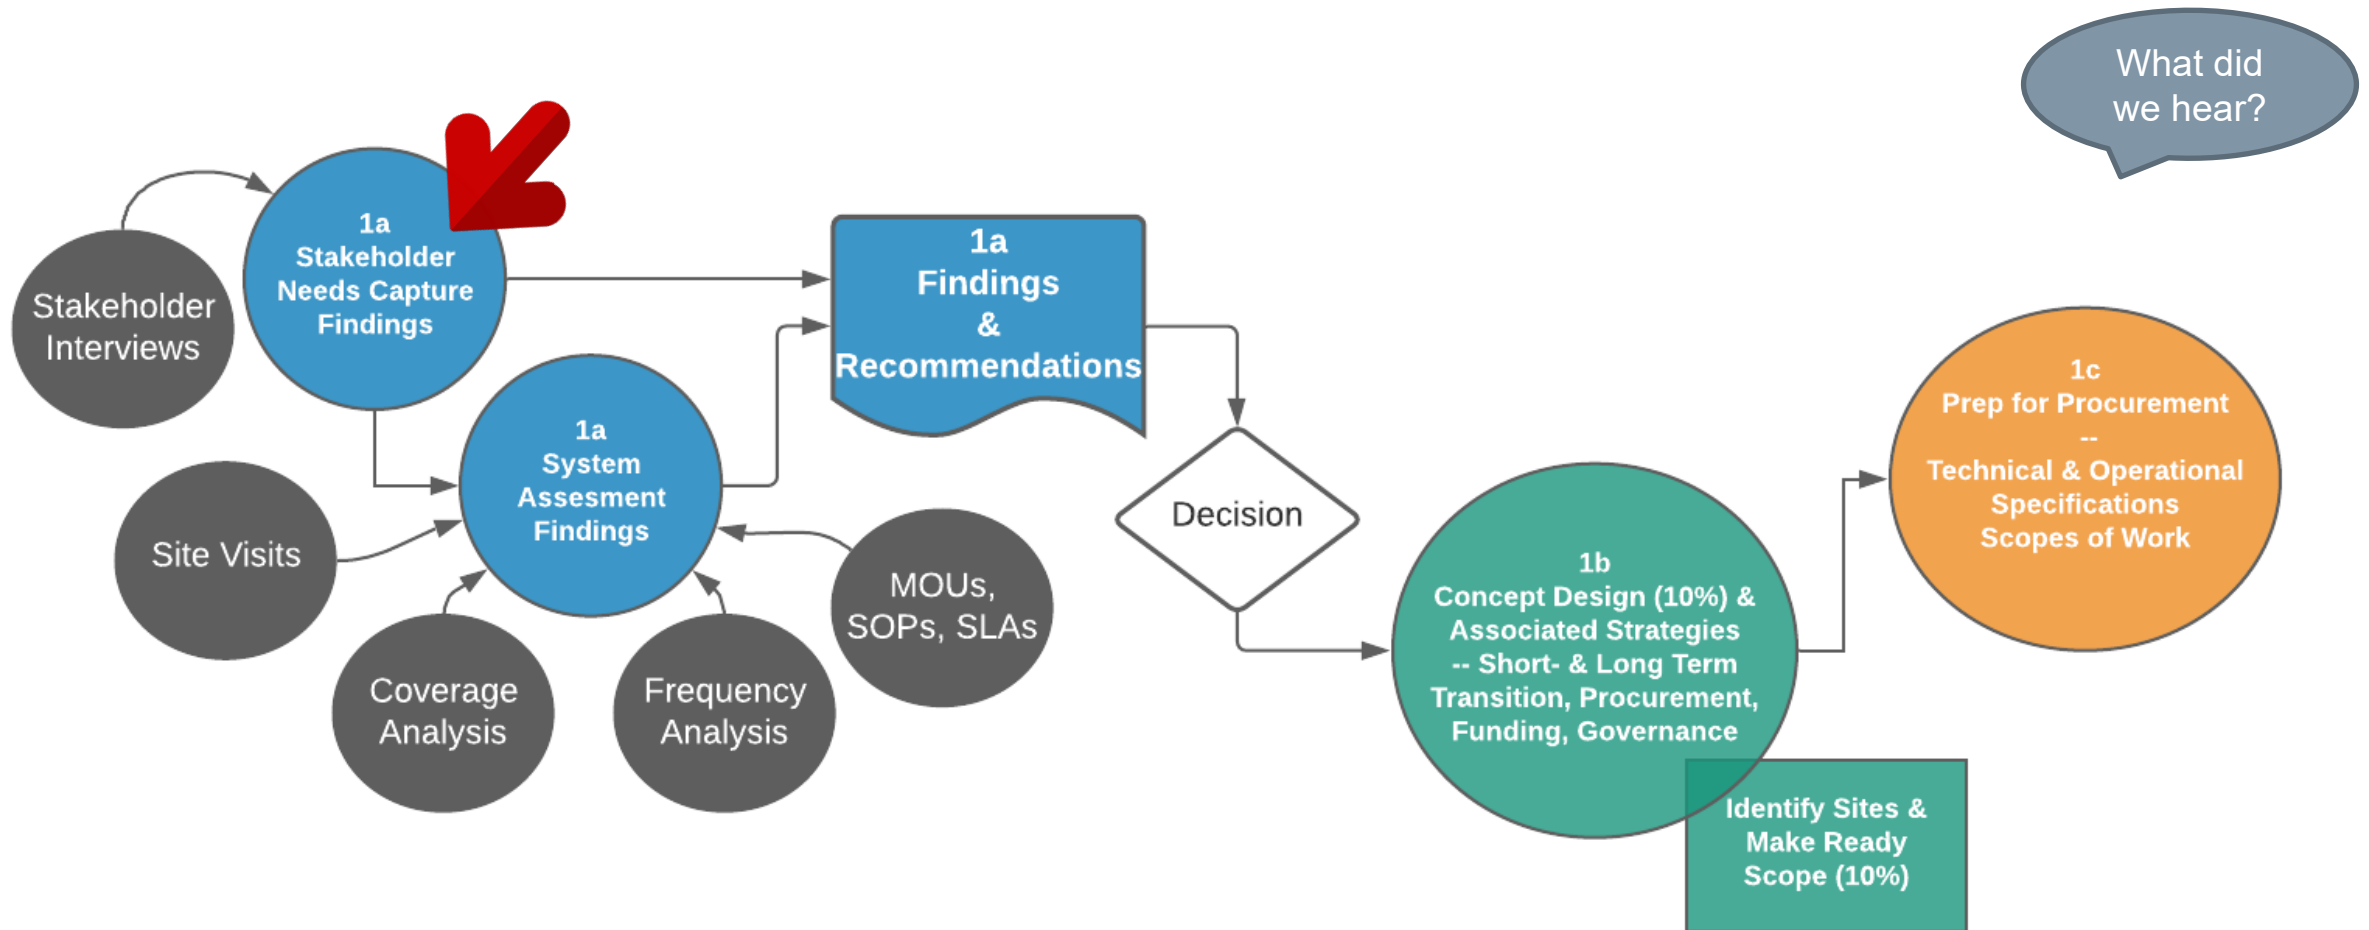 What did
we hear?
1a
Stakeholder
Needs Capture
Findings
Stakeholder
Interviews
1a
Findings
&
Recommendations
1a
System
Assesment
Findings
Site Visits
Coverage
Analysis
Frequency
Analysis
MOUs,
SOPs, SLAs
Decision
1b
Concept Design (10%) &
Associated Strategies
-- Short- & Long Term
Transition, Procurement,
Funding, Governance
Identify Sites &
Make Ready
Scope (10%)
1c
Prep for Procurement
--
Technical & Operational
Specifications
Scopes of Work